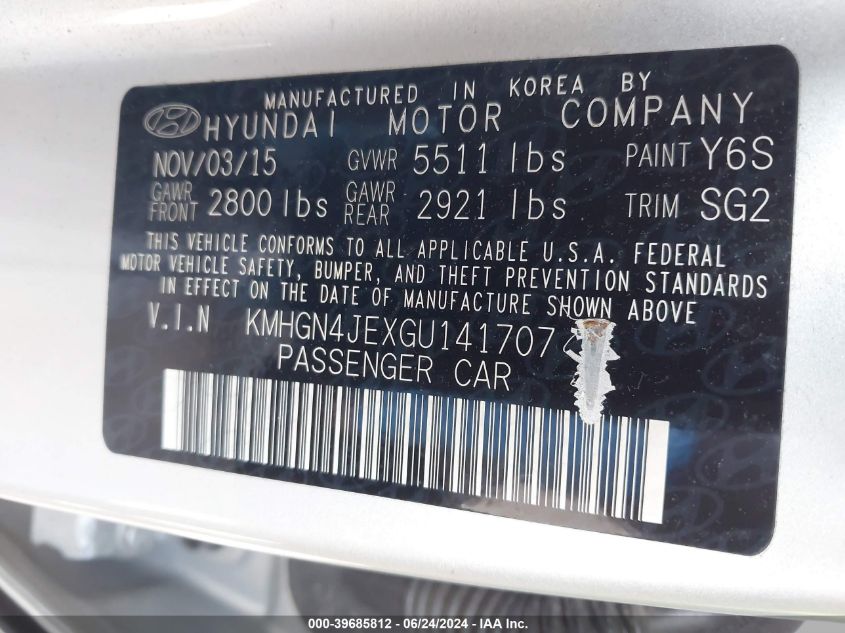 MANUFACTURED IN KOREA BY
HYUNDAI MOTOR COMPANY
NOV/03/15 GVWR 5511 lbs PAINT Y6S
GAWR FRONT 2800 lbs GAWR REAR 2921 lbs TRIM SG2
THIS VEHICLE CONFORMS TO ALL APPLICABLE U.S.A. FEDERAL
MOTOR VEHICLE SAFETY, BUMPER, AND THEFT PREVENTION STANDARDS
IN EFFECT ON THE DATE OF MANUFACTURE SHOWN ABOVE
V.I.N KMHGN4JEXGU141707
PASSENGER CAR
000-39685812 - 06/24/2024 - IAA Inc.